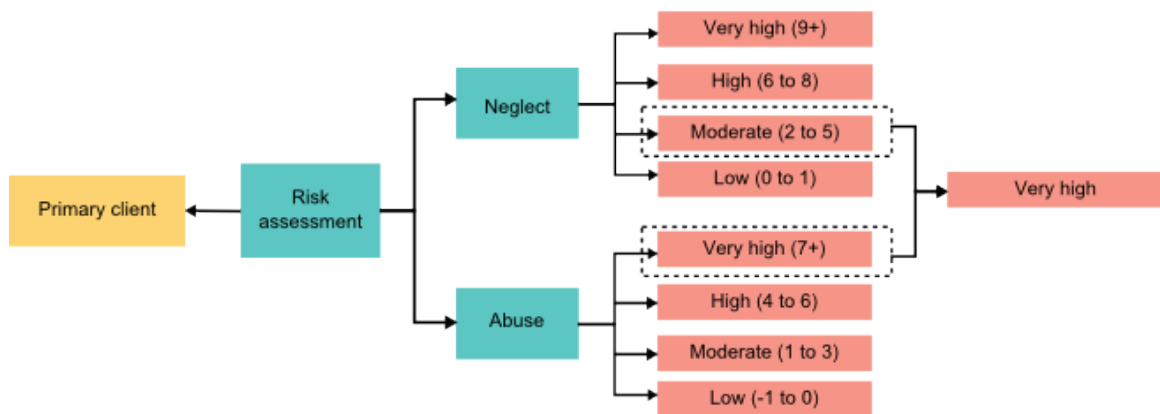 Primary client
Risk
assessment
Neglect
Very high (9+)
High (6 to 8)
Moderate (2 to 5)
Low (0 to 1)
Abuse
Very high (7+)
High (4 to 6)
Moderate (1 to 3)
Low (-1 to 0)
Very high